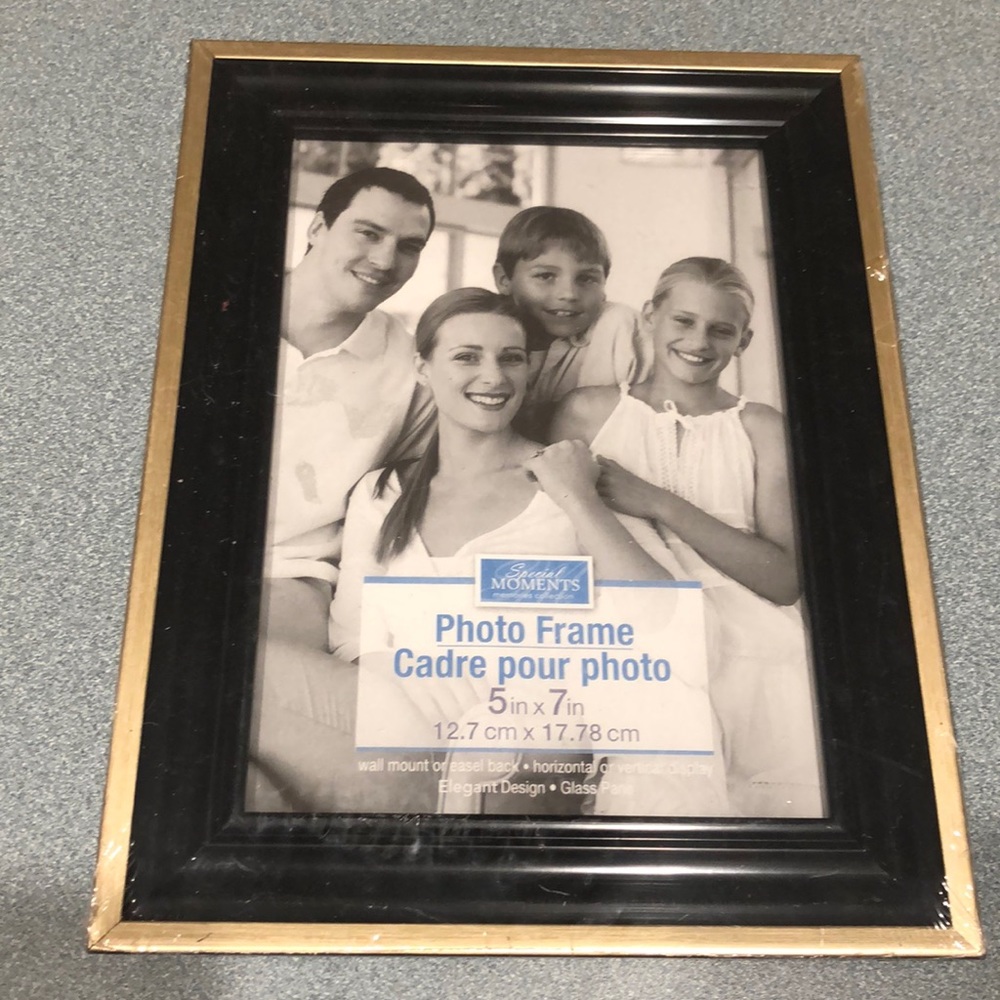 Special
MOMENTS
memories collection
Photo Frame
Cadre pour photo
5in x 7in
12.7 cm x 17.78 cm
wall mount or easel back • horizontal or vertical display
Elegant Design • Glass Pane